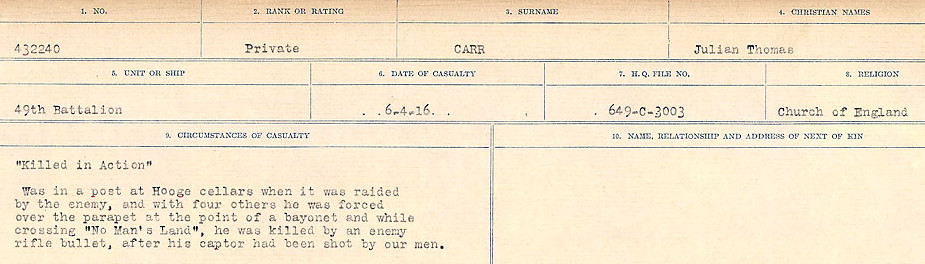 1. NO. 2. RANK OR RATING 3. SURNAME 4. CHRISTIAN NAMES
432240 Private CARR Julian Thomas
5. UNIT OR SHIP 6. DATE OF CASUALTY 7. H.Q. FILE NO. 8. RELIGION
49th Battalion 6-4-16. 649-C-3003 Church of England
9. CIRCUMSTANCES OF CASUALTY 10. NAME, RELATIONSHIP AND ADDRESS OF NEXT OF KIN
"Killed in Action"
Was in a post at Hooge cellars when it was raided
by the enemy, and with four others he was forced
over the parapet at the point of a bayonet and while
crossing "No Man's Land", he was killed by an enemy
rifle bullet, after his captor had been shot by our men.